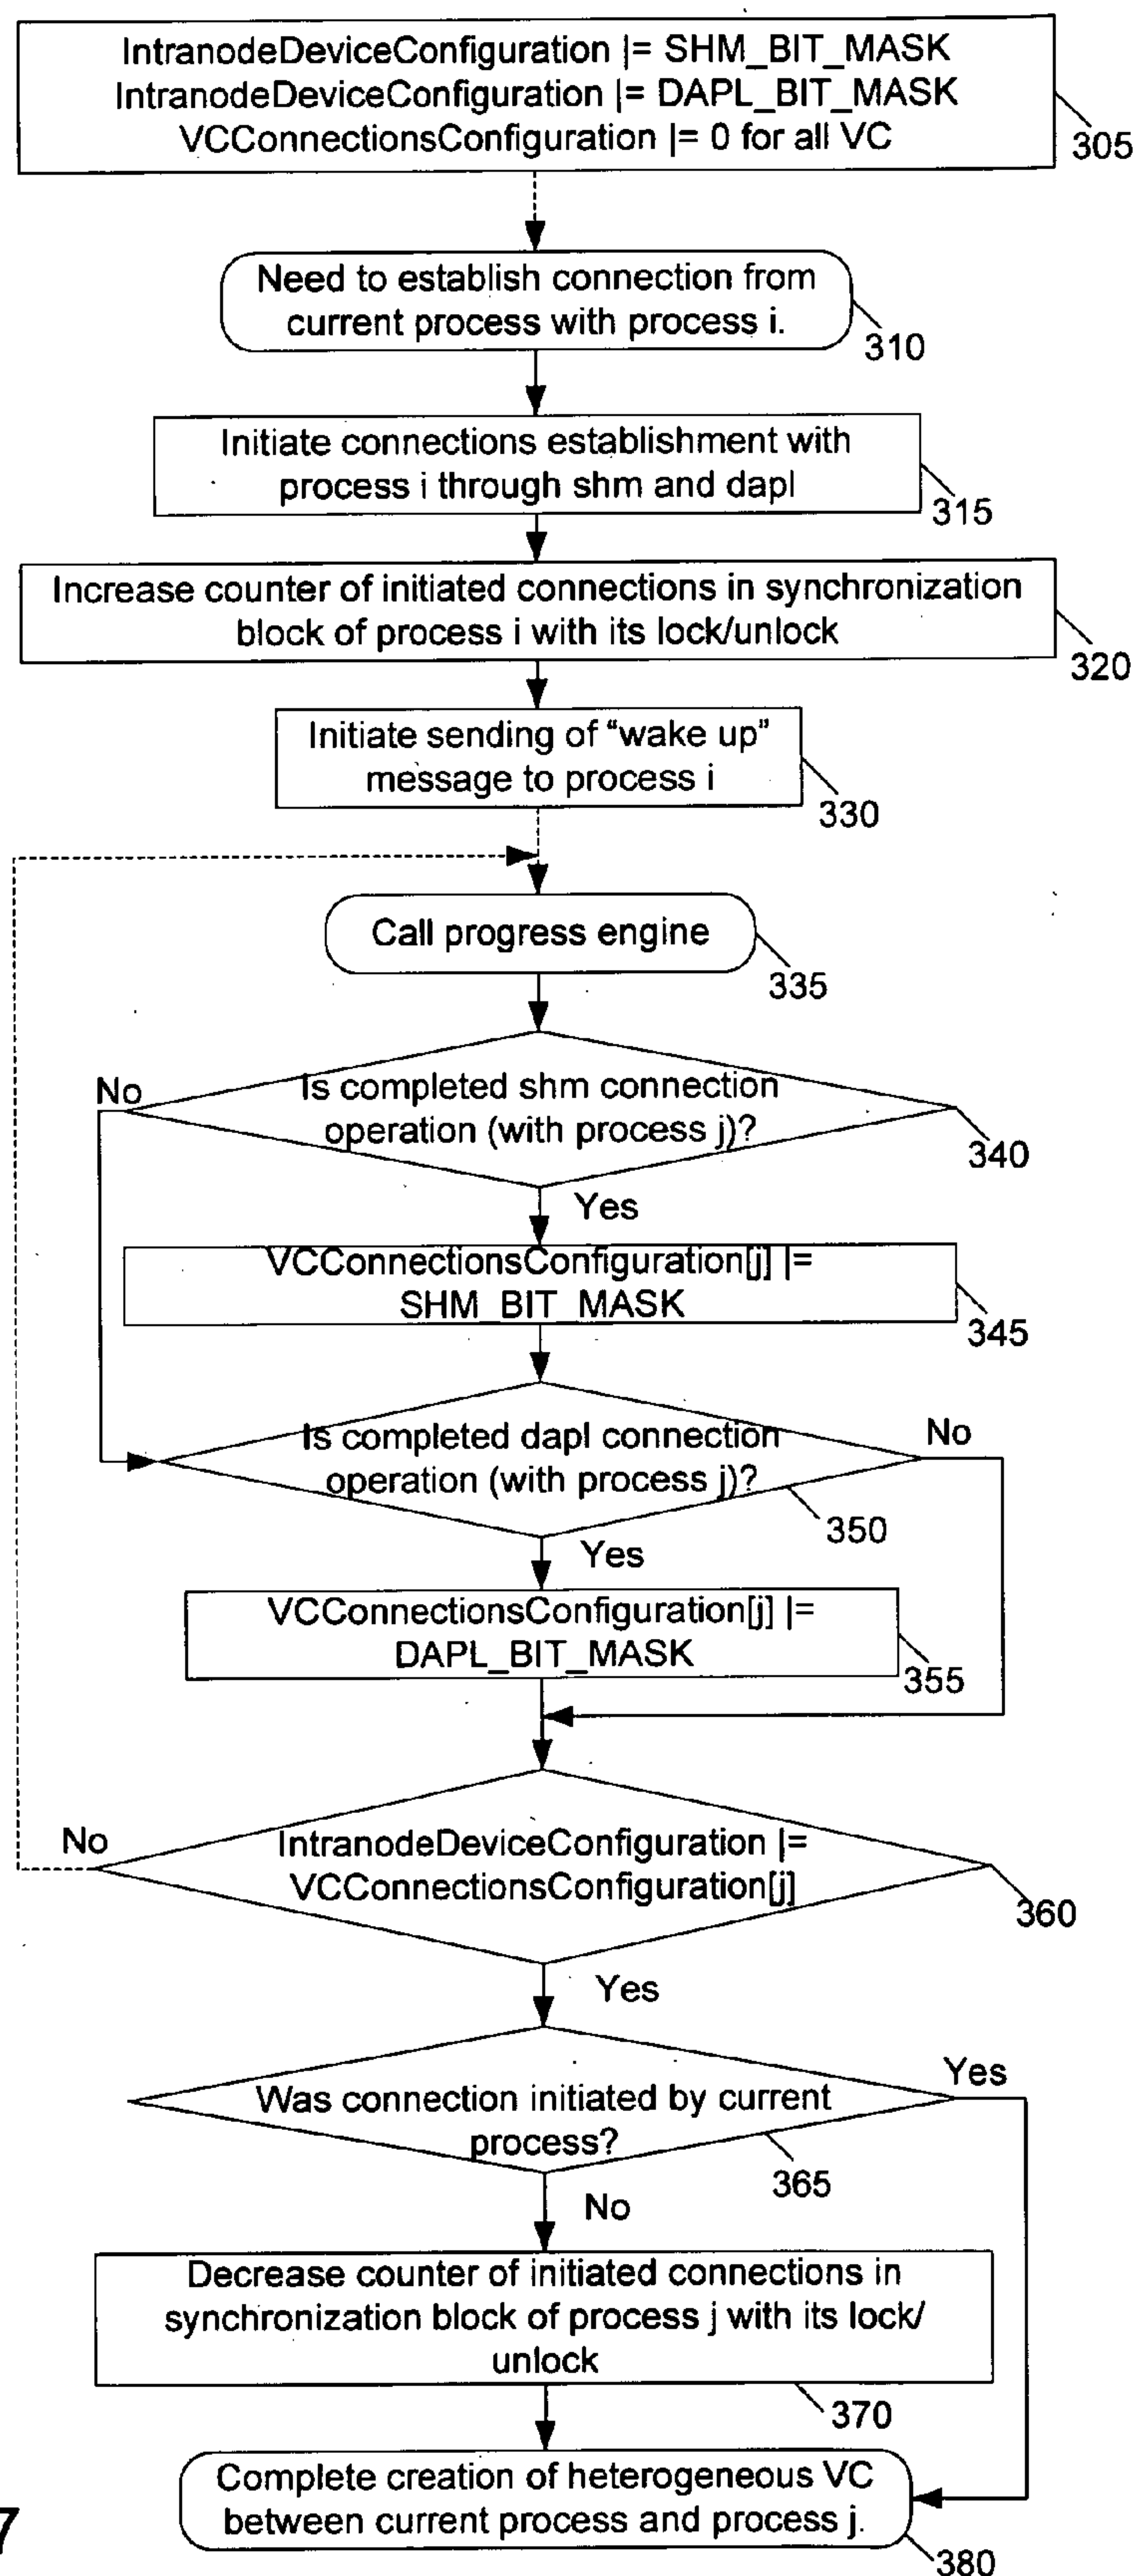 IntranodeDeviceConfiguration |= SHM_BIT_MASK
IntranodeDeviceConfiguration |= DAPL_BIT_MASK
VCConnectionsConfiguration |= 0 for all VC
305
Need to establish connection from
current process with process i.
310
Initiate connections establishment with
process i through shm and dapl
315
Increase counter of initiated connections in synchronization
block of process i with its lock/unlock
320
Initiate sending of “wake up”
message to process i
330
Call progress engine
335
No
Is completed shm connection
operation (with process j)?
340
Yes
VCConnectionsConfiguration[j] |=
SHM_BIT_MASK
345
Is completed dapl connection
operation (with process j)?
No
350
Yes
VCConnectionsConfiguration[j] |=
DAPL_BIT_MASK
355
No
IntranodeDeviceConfiguration |=
VCConnectionsConfiguration[j]
360
Yes
Yes
Was connection initiated by current
process?
365
No
Decrease counter of initiated connections in
synchronization block of process j with its lock/
unlock
370
Complete creation of heterogeneous VC
between current process and process j.
380
7